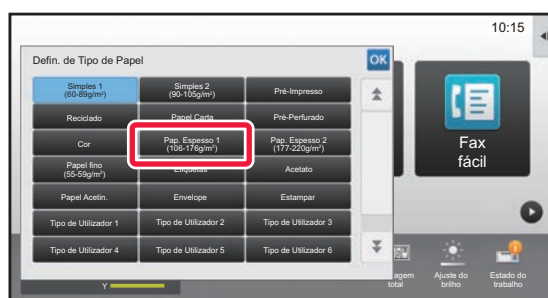 10:15
Defin. de Tipo de Papel
OK
Simples 1
(60-89g/m²)
Simples 2
(90-105g/m²)
Pré-Impresso
Reciclado
Papel Carta
Pré-Perfurado
Cor
Pap. Espesso 1
(106-176g/m²)
Pap. Espesso 2
(177-220g/m²)
Papel fino
(55-59g/m²)
Etiquetas
Acetato
Papel Acetin.
Envelope
Estampar
Tipo de Utilizador 1
Tipo de Utilizador 2
Tipo de Utilizador 3
Tipo de Utilizador 4
Tipo de Utilizador 5
Tipo de Utilizador 6
Fax
fácil
agem
total
Ajuste do
brilho
Estado do
trabalho
Y